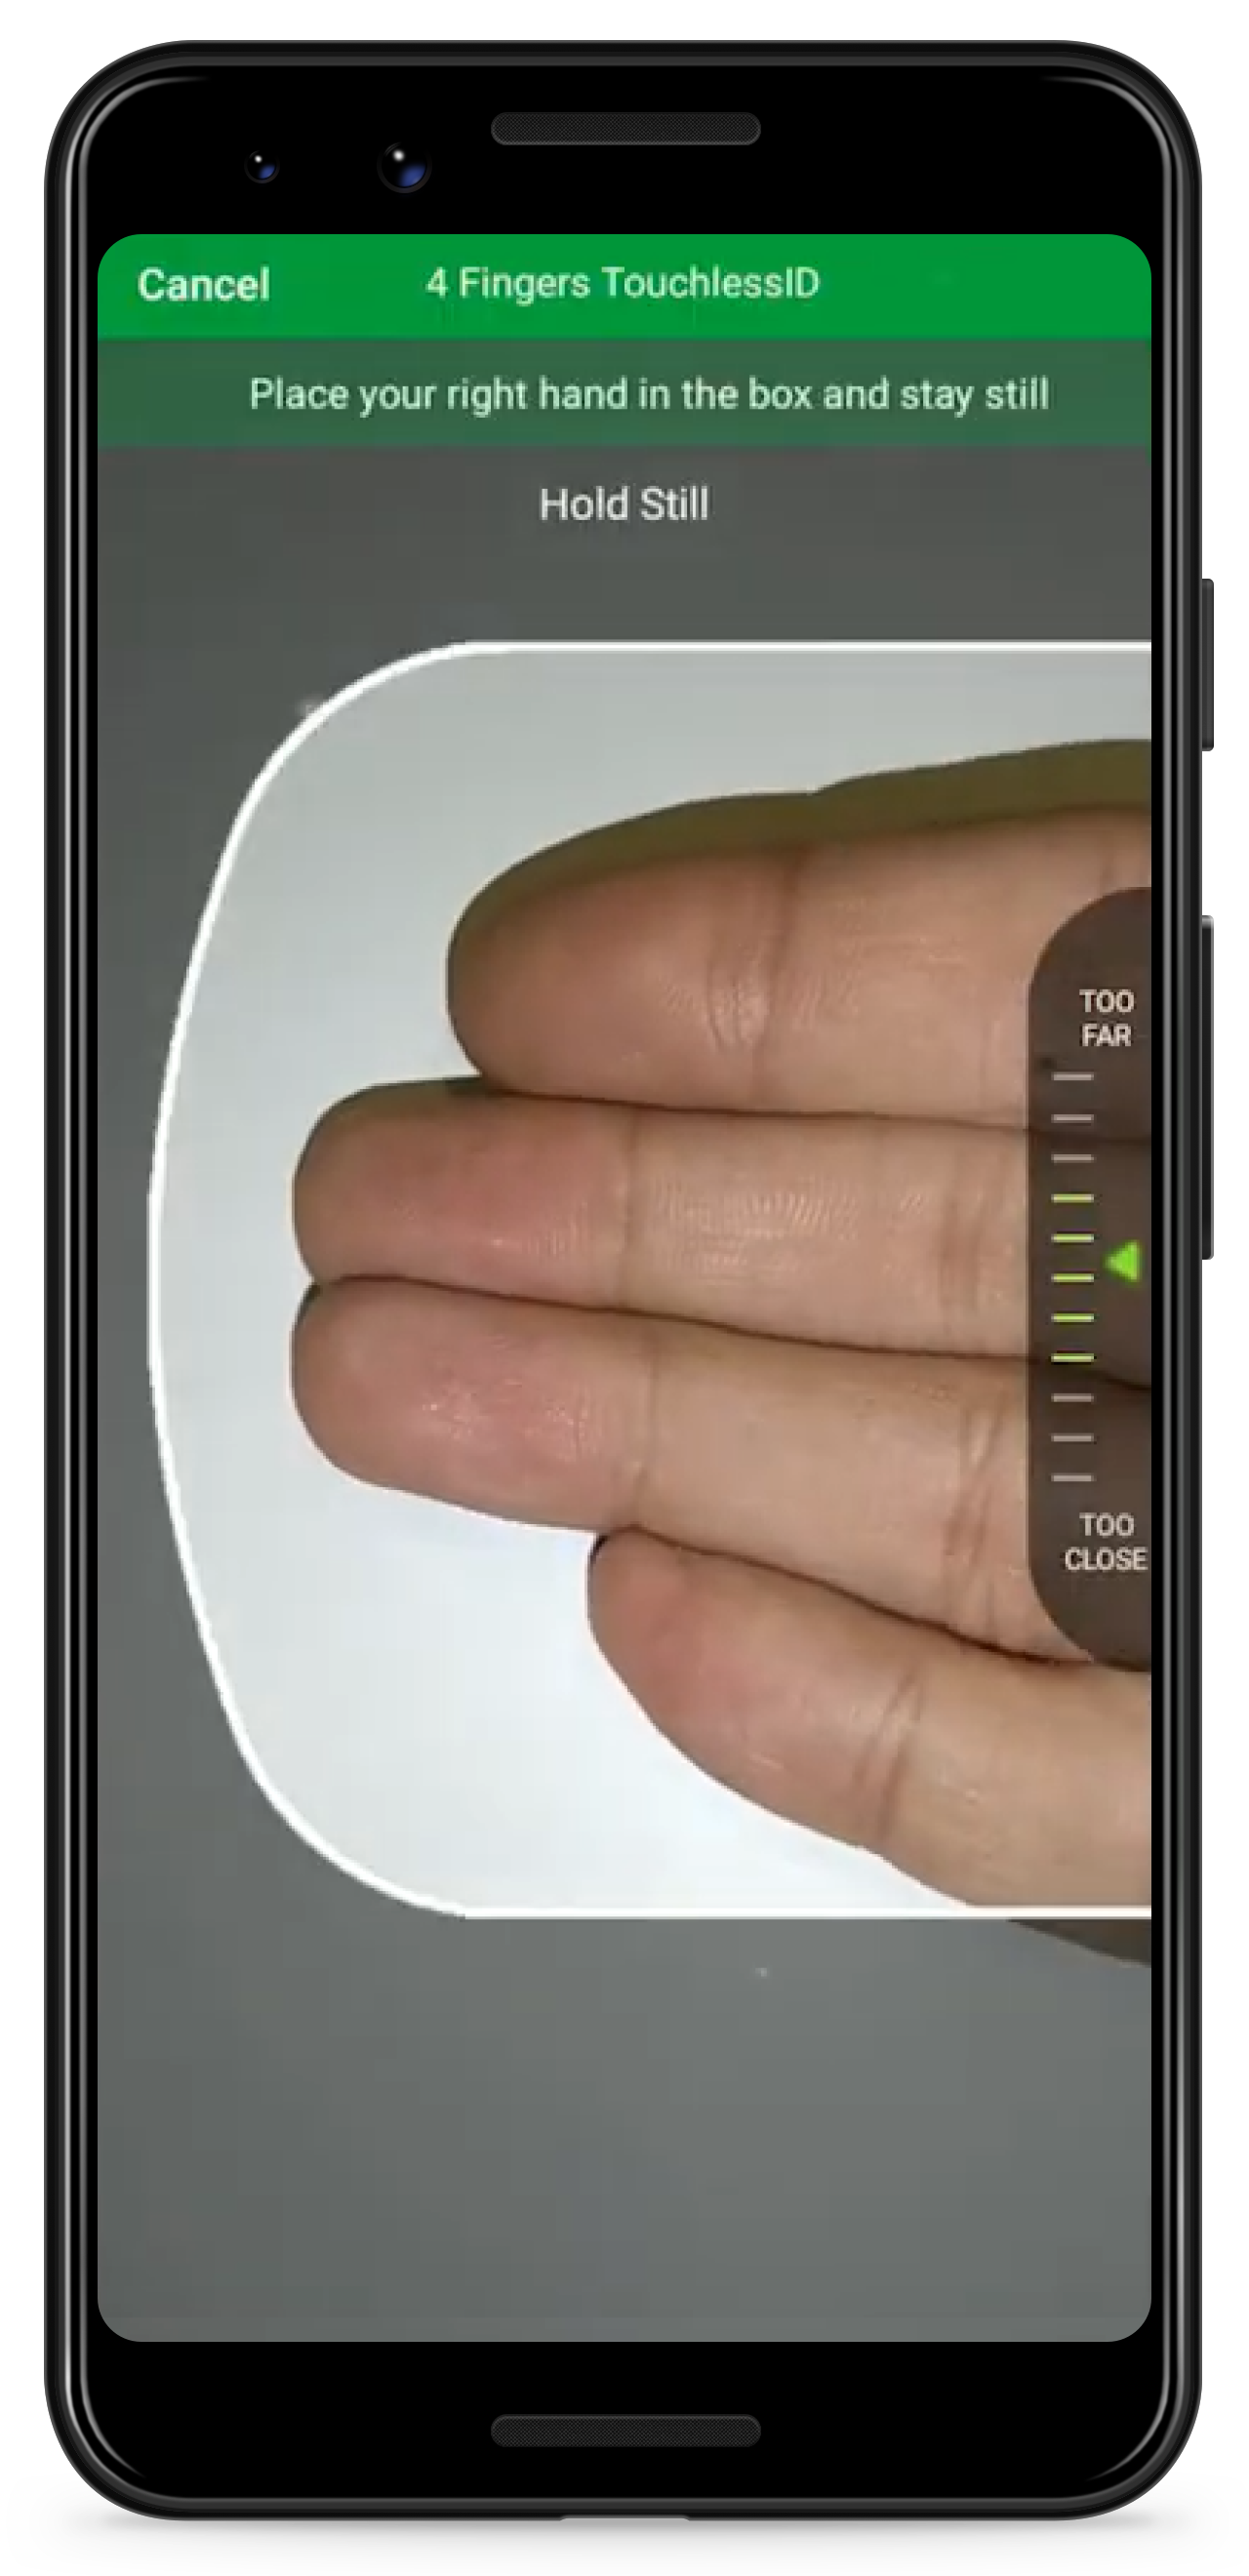 Cancel
4 Fingers TouchlessID
Place your right hand in the box and stay still
Hold Still
TOO
FAR
TOO
CLOSE